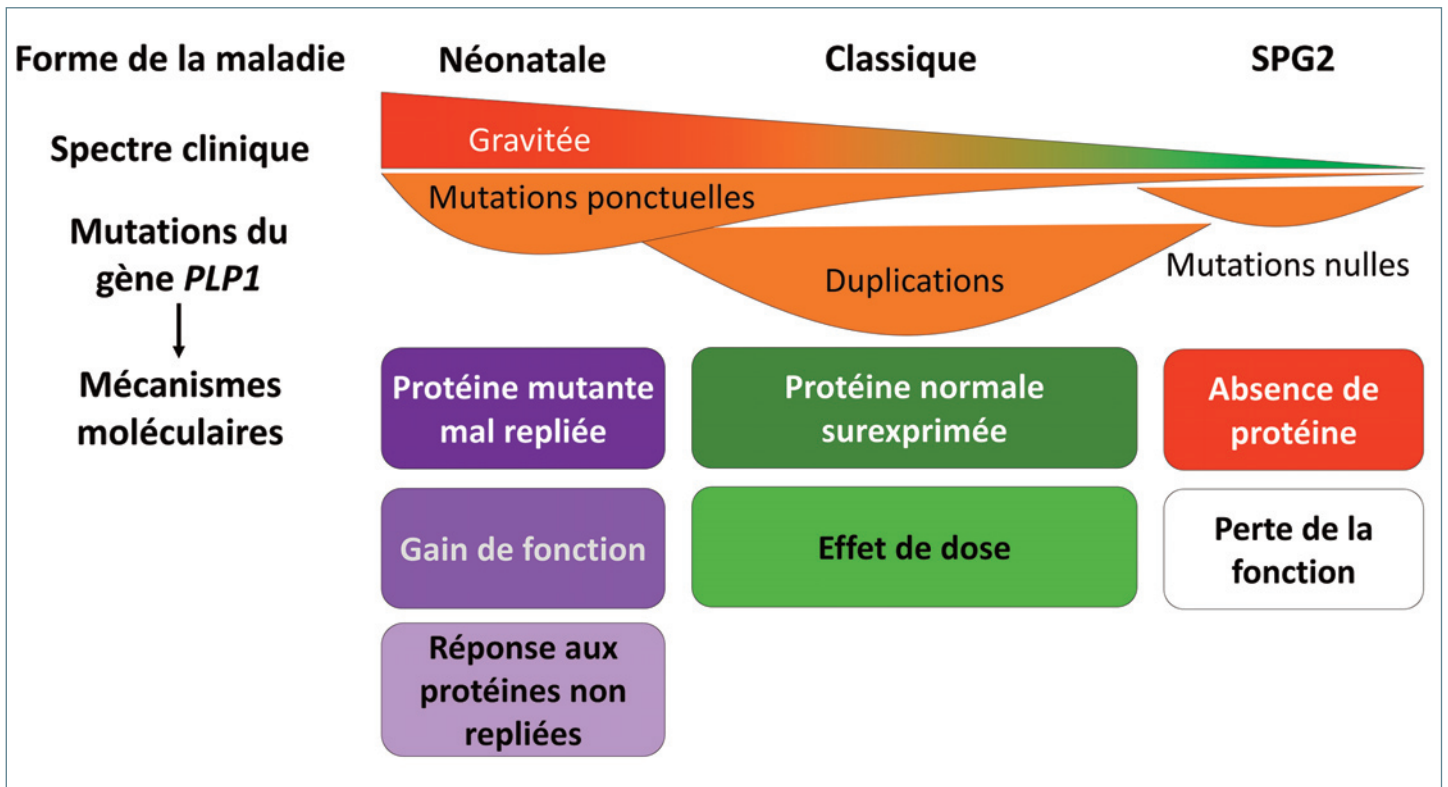 Forme de la maladie
Néonatale
Classique
SPG2
Spectre clinique
Gravitée
Mutations du
gène PLP1
Mutations ponctuelles
Duplications
Mutations nulles
Mécanismes
moléculaires
Protéine mutante
mal repliée
Protéine normale
surexprimée
Absence de
protéine
Gain de fonction
Effet de dose
Perte de la
fonction
Réponse aux
protéines non
repliées